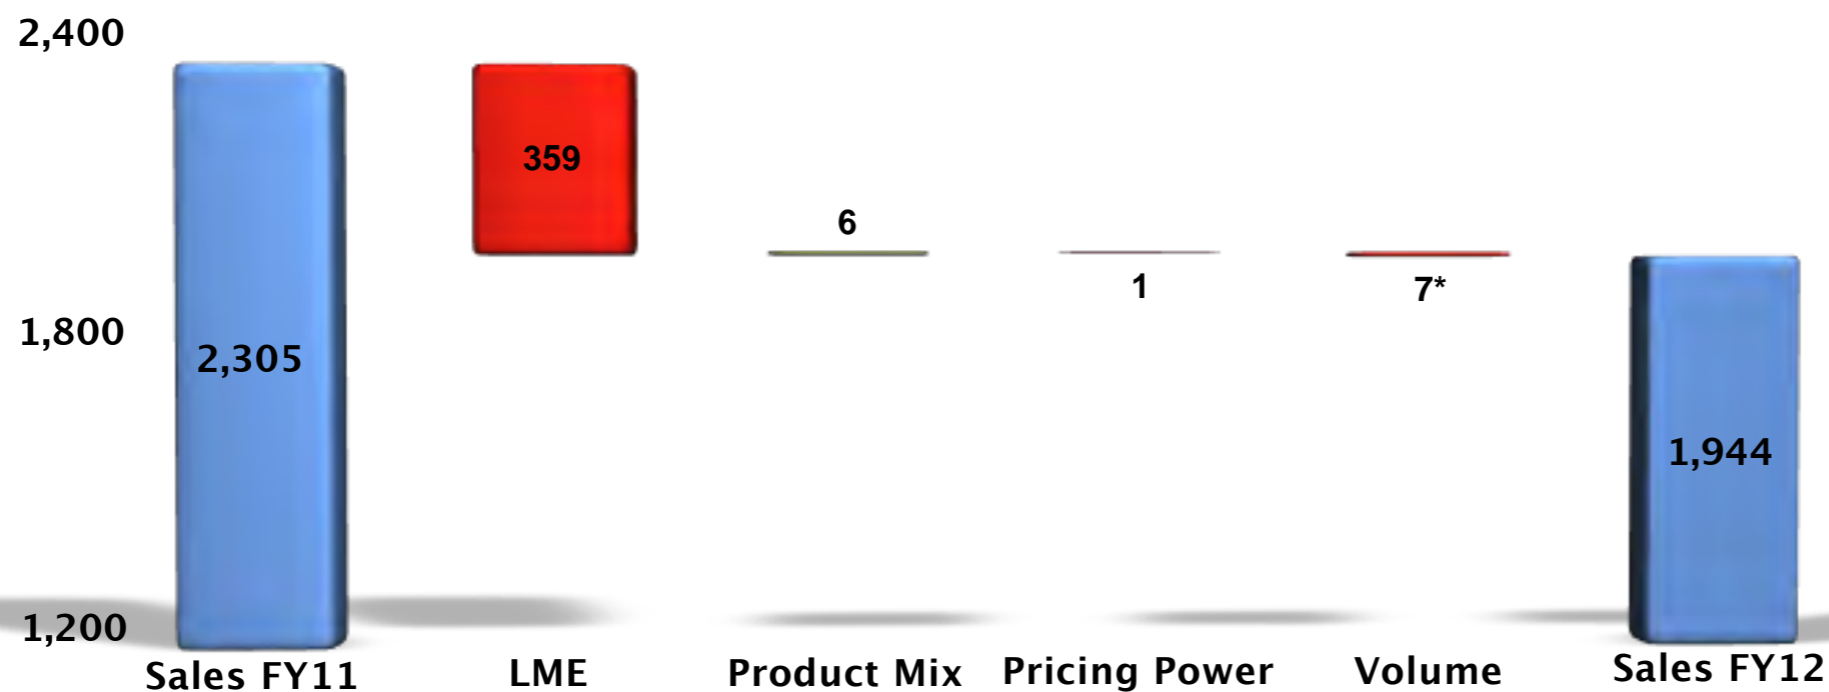 2,400
359
6
1
7*
1,800
2,305
1,944
1,200
Sales FY11
LME
Product Mix
Pricing Power
Volume
Sales FY12